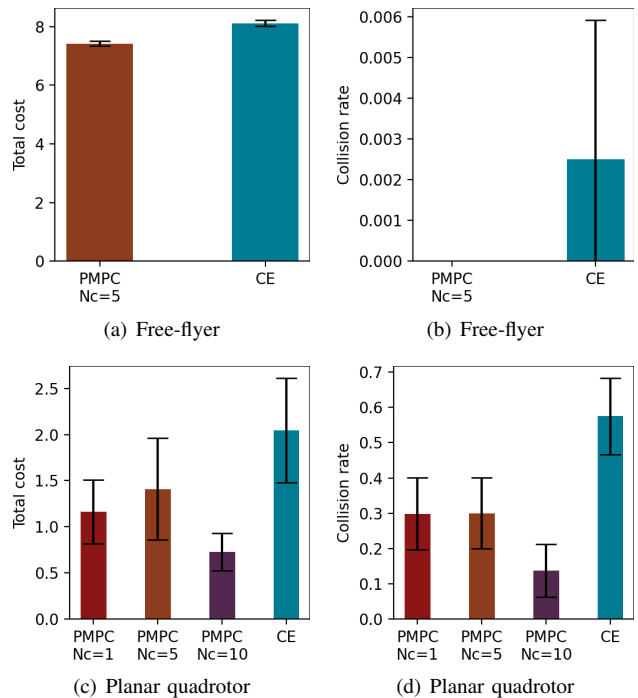 Total cost
8
6
4
2
0
PMPC
Nc=5
CE
(a) Free-flyer
Collision rate
0.006
0.005
0.004
0.003
0.002
0.001
0.000
PMPC
Nc=5
CE
(b) Free-flyer
Total cost
2.5
2.0
1.5
1.0
0.5
0.0
PMPC
Nc=1
PMPC
Nc=5
PMPC
Nc=10
CE
(c) Planar quadrotor
Collision rate
0.7
0.6
0.5
0.4
0.3
0.2
0.1
0.0
PMPC
Nc=1
PMPC
Nc=5
PMPC
Nc=10
CE
(d) Planar quadrotor